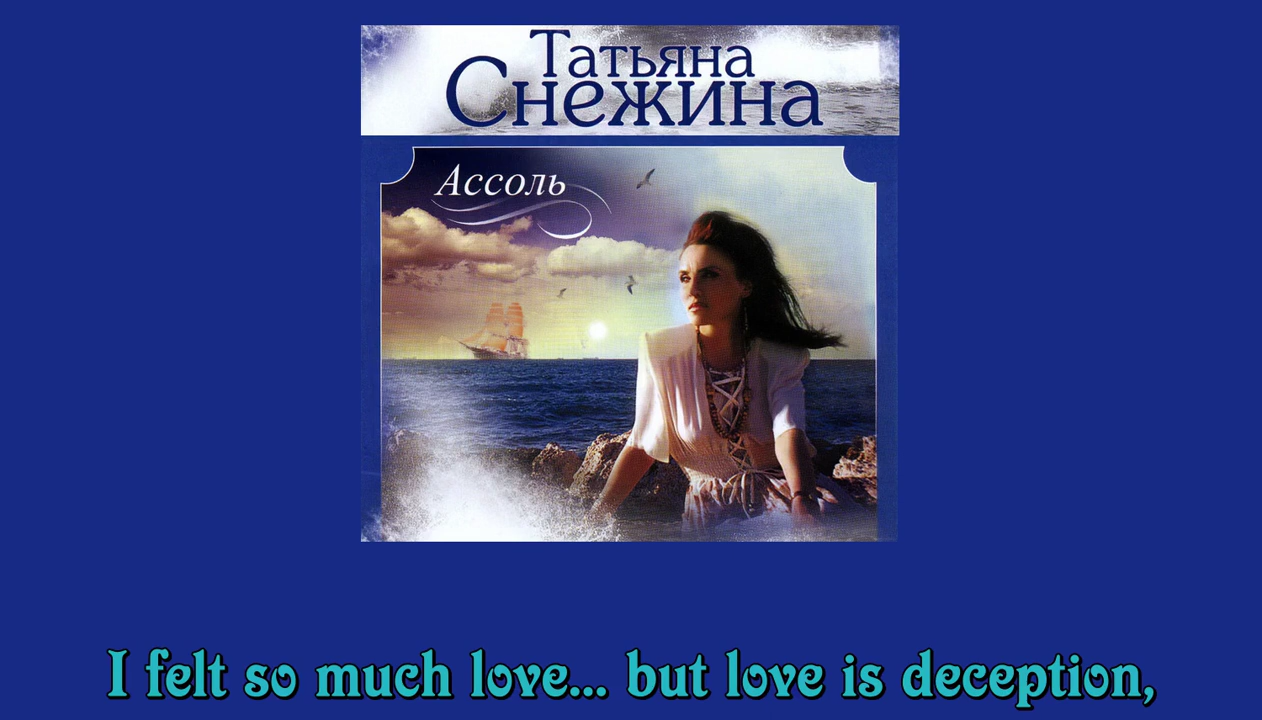 Татьяна
Снежина
Ассоль
I felt so much love... but love is deception,